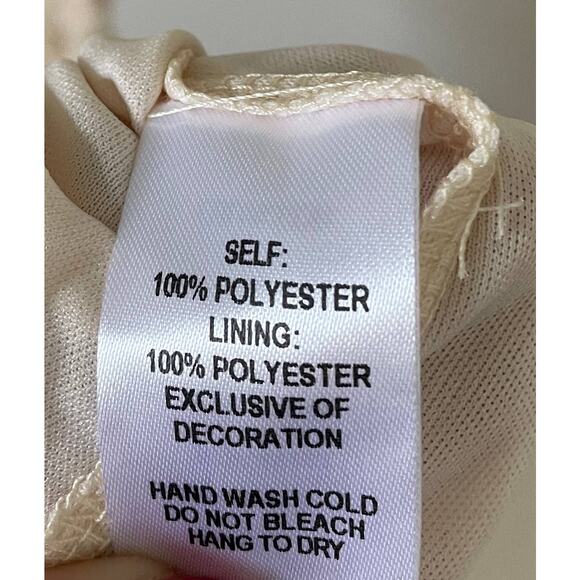 SELF:
100% POLYESTER
LINING:
100% POLYESTER
EXCLUSIVE OF
DECORATION
HAND WASH COLD
DO NOT BLEACH
HANG TO DRY